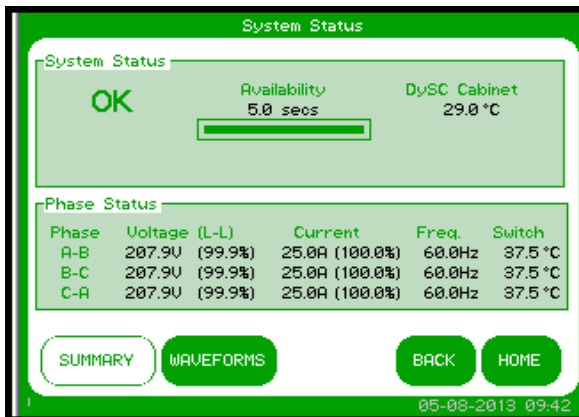 System Status
System Status
OK
Availability
5.0 secs
DySC Cabinet
29.0 °C
Phase Status
Phase Voltage (L-L) Current Freq. Switch
A-B 207.9V (99.9%) 25.0A (100.0%) 60.0Hz 37.5 °C
B-C 207.9V (99.9%) 25.0A (100.0%) 60.0Hz 37.5 °C
C-A 207.9V (99.9%) 25.0A (100.0%) 60.0Hz 37.5 °C
SUMMARY WAVEFORMS BACK HOME
05-08-2013 09:42